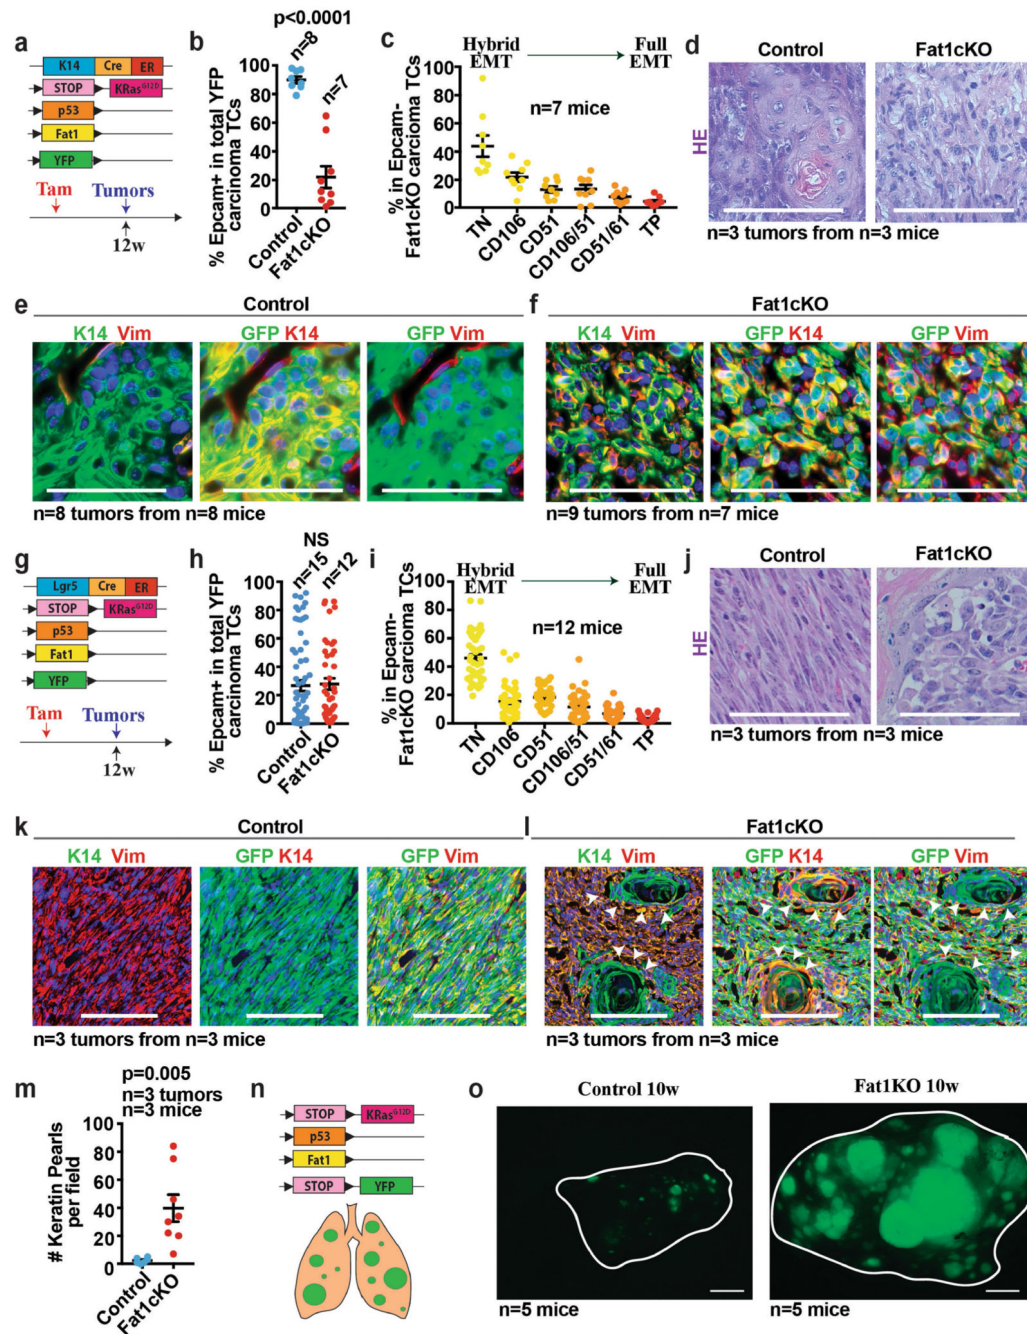 a
K14 Cre ER
STOP KRasG12D
p53
Fat1
YFP
Tam Tumors
12w
b
p<0.0001
n=8
n=7
% Epcam+ in total YFP
carcinoma TCs
100
80
60
40
20
0
Control
Fat1cKO
c
Hybrid
EMT
Full
EMT
n=7 mice
% in Epcam-
Fat1cKO carcioma TCs
100
80
60
40
20
0
TN
CD106
CD51
CD106/51
CD51/61
TP
d
Control Fat1cKO
HE
n=3 tumors from n=3 mice
e
Control
K14 Vim GFP K14 GFP Vim
n=8 tumors from n=8 mice
f
Fat1cKO
K14 Vim GFP K14 GFP Vim
n=9 tumors from n=7 mice
g
Lgr5 Cre ER
STOP KRasG12D
p53
Fat1
YFP
Tam Tumors
12w
h
NS
n=15
n=12
% Epcam+ in total YFP
carcinoma TCs
100
80
60
40
20
0
Control
Fat1cKO
i
Hybrid
EMT
Full
EMT
n=12 mice
% in Epcam-
Fat1cKO carcioma TCs
100
80
60
40
20
0
TN
CD106
CD51
CD106/51
CD51/61
TP
j
Control Fat1cKO
HE
n=3 tumors from n=3 mice
k
Control
K14 Vim GFP K14 GFP Vim
n=3 tumors from n=3 mice
l
Fat1cKO
K14 Vim GFP K14 GFP Vim
n=3 tumors from n=3 mice
m
p=0.005
n=3 tumors
n=3 mice
# Keratin Pearls
per field
100
80
60
40
20
0
Control
Fat1cKO
n
STOP KRasG12D
p53
Fat1
STOP YFP
o
Control 10w Fat1KO 10w
n=5 mice n=5 mice